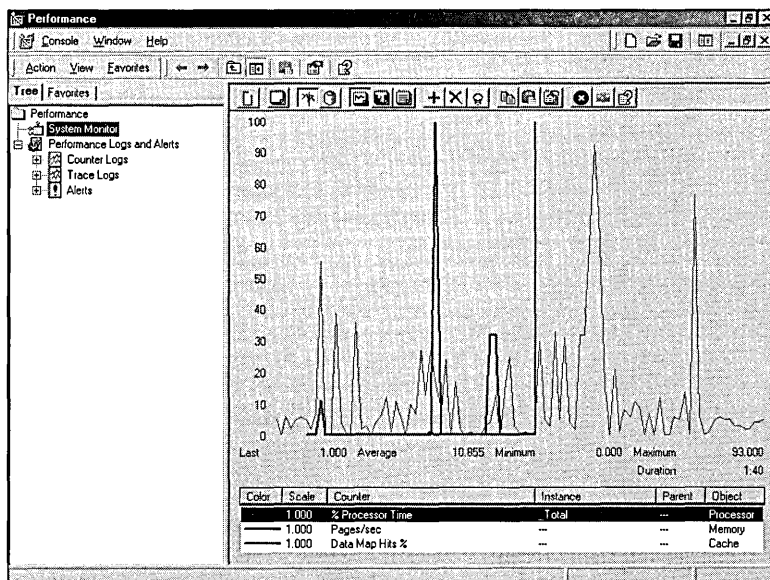 Performance
Console Window Help
Action View Favorites
Tree Favorites
Performance
System Monitor
Performance Logs and Alerts
Counter Logs
Trace Logs
Alerts
100
90
80
70
60
50
40
30
20
10
0
Last 1.000 Average 10.855 Minimum 0.000 Maximum 93.000
Duration 1:40
Color Scale Counter Instance Parent Object
1.000 % Processor Time _Total --- Processor
1.000 Pages/sec --- --- Memory
1.000 Data Map Hits % --- --- Cache